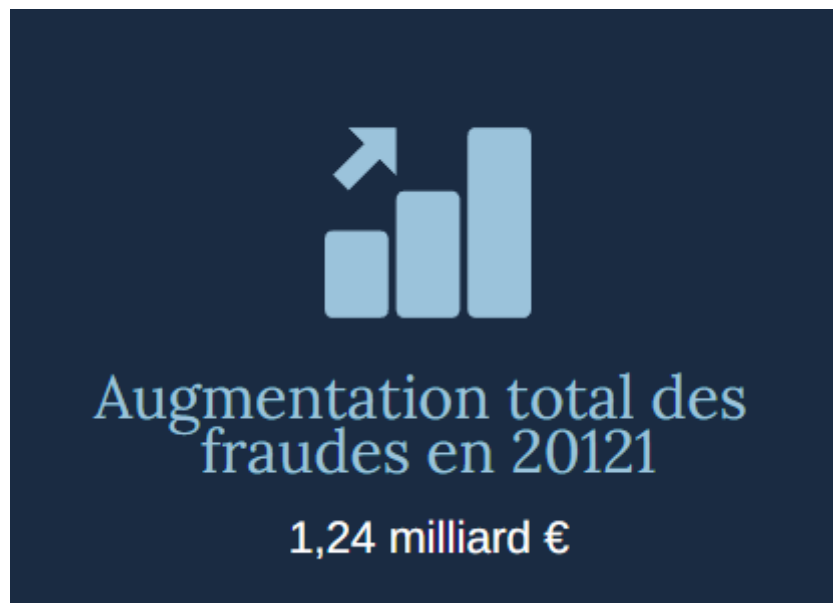 Augmentation total des
fraudes en 20121
1,24 milliard €